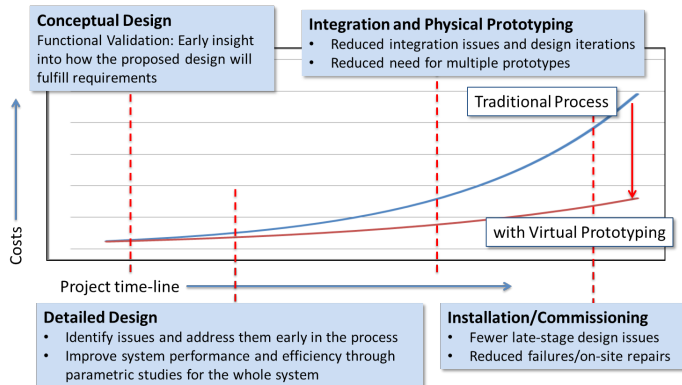 Conceptual Design
Functional Validation: Early insight
into how the proposed design will
fulfill requirements
Integration and Physical Prototyping
• Reduced integration issues and design iterations
• Reduced need for multiple prototypes
Traditional Process
with Virtual Prototyping
Costs
Project time-line
Detailed Design
• Identify issues and address them early in the process
• Improve system performance and efficiency through
parametric studies for the whole system
Installation/Commissioning
• Fewer late-stage design issues
• Reduced failures/on-site repairs